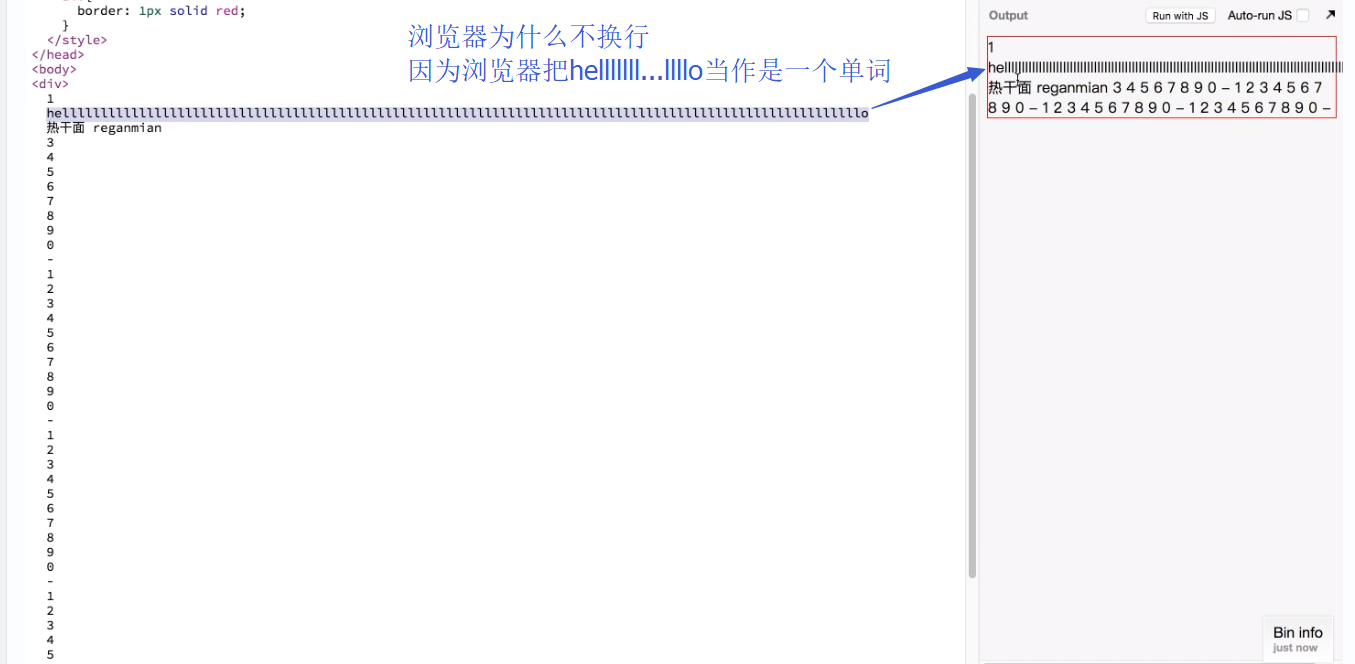 border: 1px solid red;
}
</style>
</head>
<body>
<div>
1
hellllllllllllllllllllllllllllllllllllllllllllllllllllllllllllllllllllllllllllllllllllllllllllllllllllllllo
热干面 reganmian
3
4
5
6
7
8
9
0
-
1
2
3
4
5
6
7
8
9
0
-
1
2
3
4
5
6
7
8
9
0
-
1
2
3
4
5
浏览器为什么不换行
因为浏览器把helllllll...llllo当作是一个单词
Output Run with JS Auto-run JS
1
热干面 reganmian 3 4 5 6 7 8 9 0 - 1 2 3 4 5 6 7
8 9 0 - 1 2 3 4 5 6 7 8 9 0 - 1 2 3 4 5 6 7 8 9 0 -
Bin info
just now